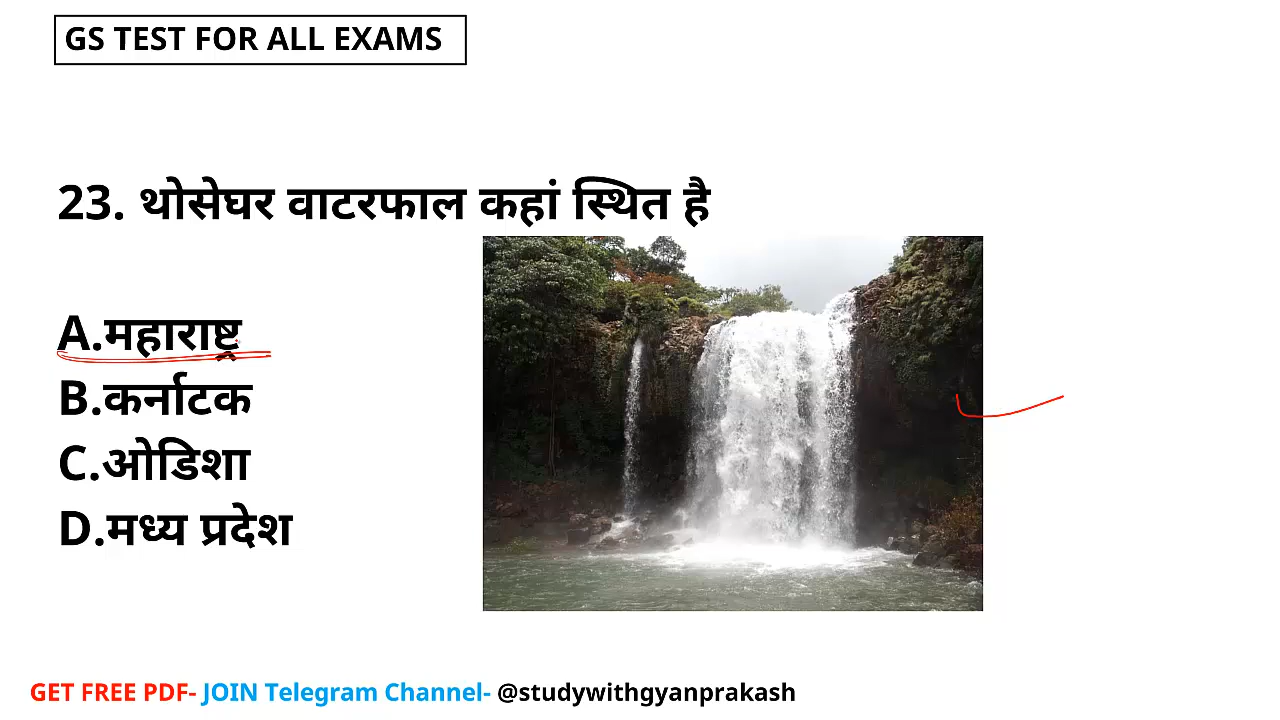 GS TEST FOR ALL EXAMS
23. थोसेघर वाटरफाल कहां स्थित है
A.महाराष्ट्र
B.कर्नाटक
C.ओडिशा
D.मध्य प्रदेश
GET FREE PDF- JOIN Telegram Channel- @studywithgyanprakash